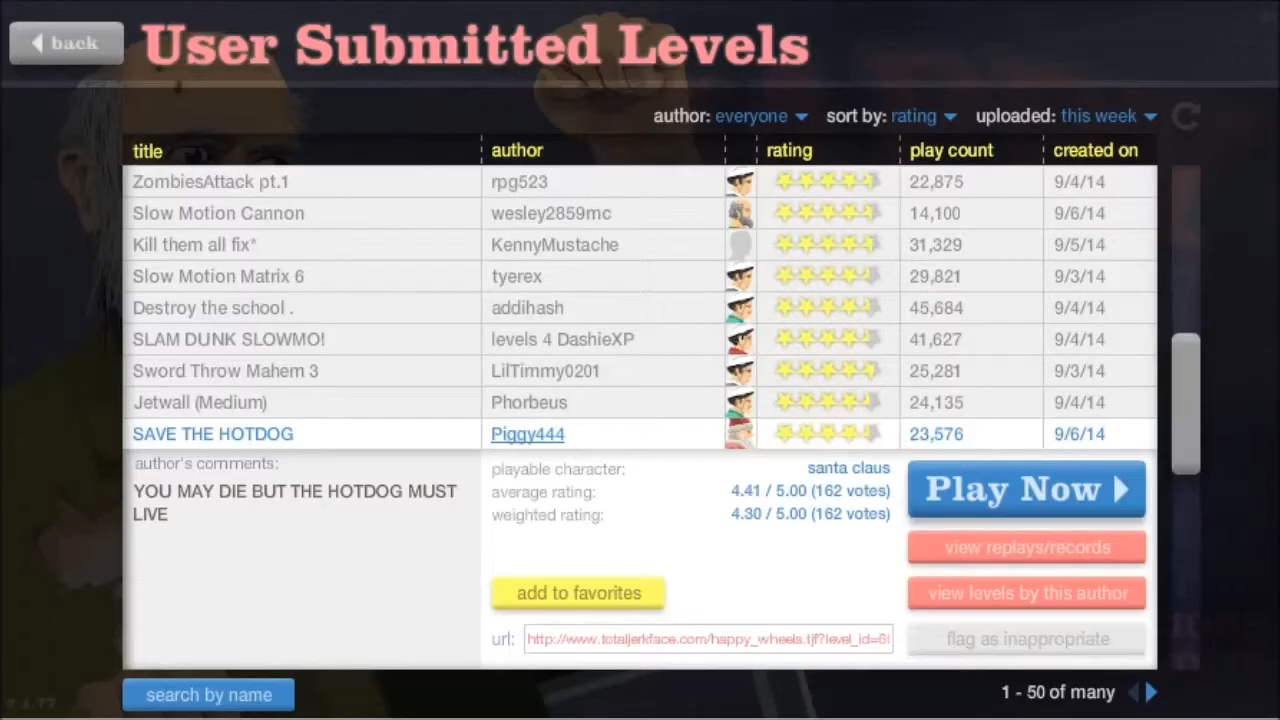 back
User Submitted Levels
author: everyone sort by: rating uploaded: this week
title author rating play count created on
ZombiesAttack pt.1 rpg523 22,875 9/4/14
Slow Motion Cannon wesley2859mc 14,100 9/6/14
Kill them all fix* KennyMustache 31,329 9/5/14
Slow Motion Matrix 6 tyerex 29,821 9/3/14
Destroy the school . addihash 45,684 9/4/14
SLAM DUNK SLOWMO! levels 4 DashieXP 41,627 9/4/14
Sword Throw Mahem 3 LilTimmy0201 25,281 9/3/14
Jetwall (Medium) Phorbeus 24,135 9/4/14
SAVE THE HOTDOG Piggy444 23,576 9/6/14
author's comments:
YOU MAY DIE BUT THE HOTDOG MUST
LIVE
playable character: santa claus
average rating: 4.41 / 5.00 (162 votes)
weighted rating: 4.30 / 5.00 (162 votes)
Play Now
view replays/records
add to favorites
view levels by this author
url: http://www.totaljerkface.com/happy_wheels.tjf?level_id=6
flag as inappropriate
search by name
1 - 50 of many